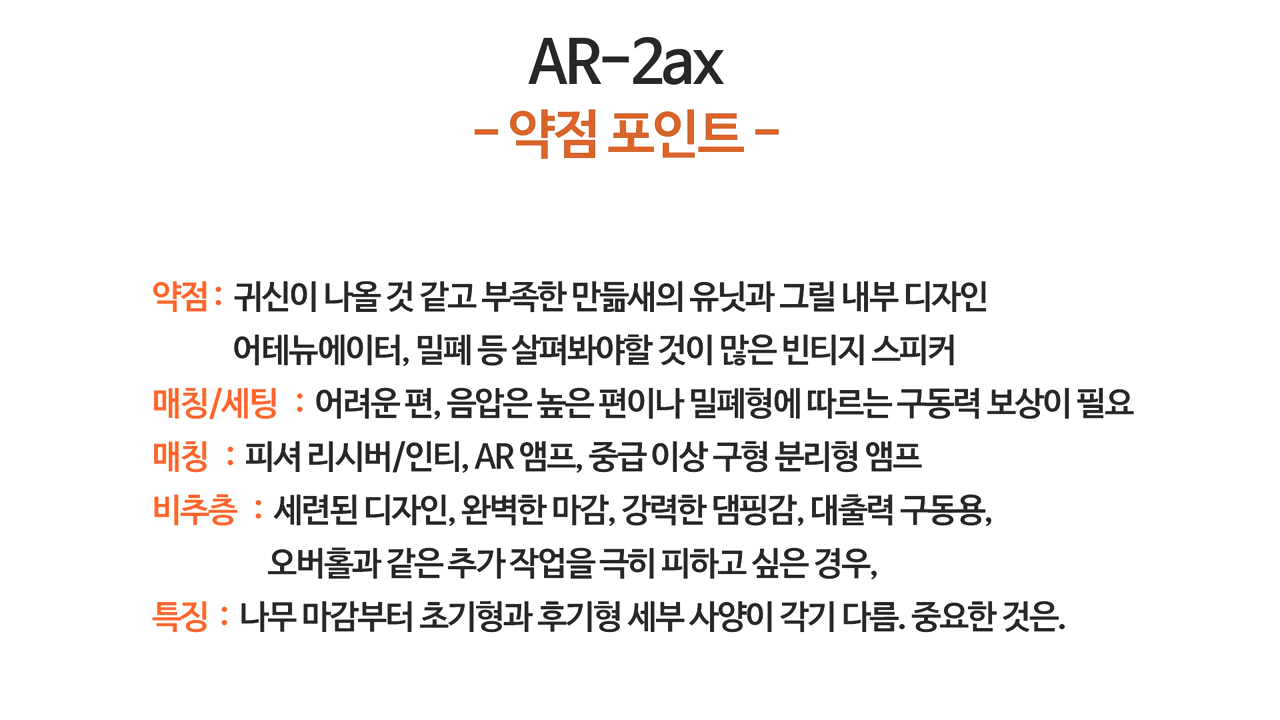 AR-2ax
- 약점 포인트 -
약점 : 귀신이 나올 것 같고 부족한 만듦새의 유닛과 그릴 내부 디자인
어테뉴에이터, 밀폐 등 살펴봐야할 것이 많은 빈티지 스피커
매칭/세팅 : 어려운 편, 음압은 높은 편이나 밀폐형에 따르는 구동력 보상이 필요
매칭 : 피셔 리시버/인티, AR 앰프, 중급 이상 구형 분리형 앰프
비추층 : 세련된 디자인, 완벽한 마감, 강력한 댐핑감, 대출력 구동용,
오버홀과 같은 추가 작업을 극히 피하고 싶은 경우,
특징 : 나무 마감부터 초기형과 후기형 세부 사양이 각기 다름. 중요한 것은.